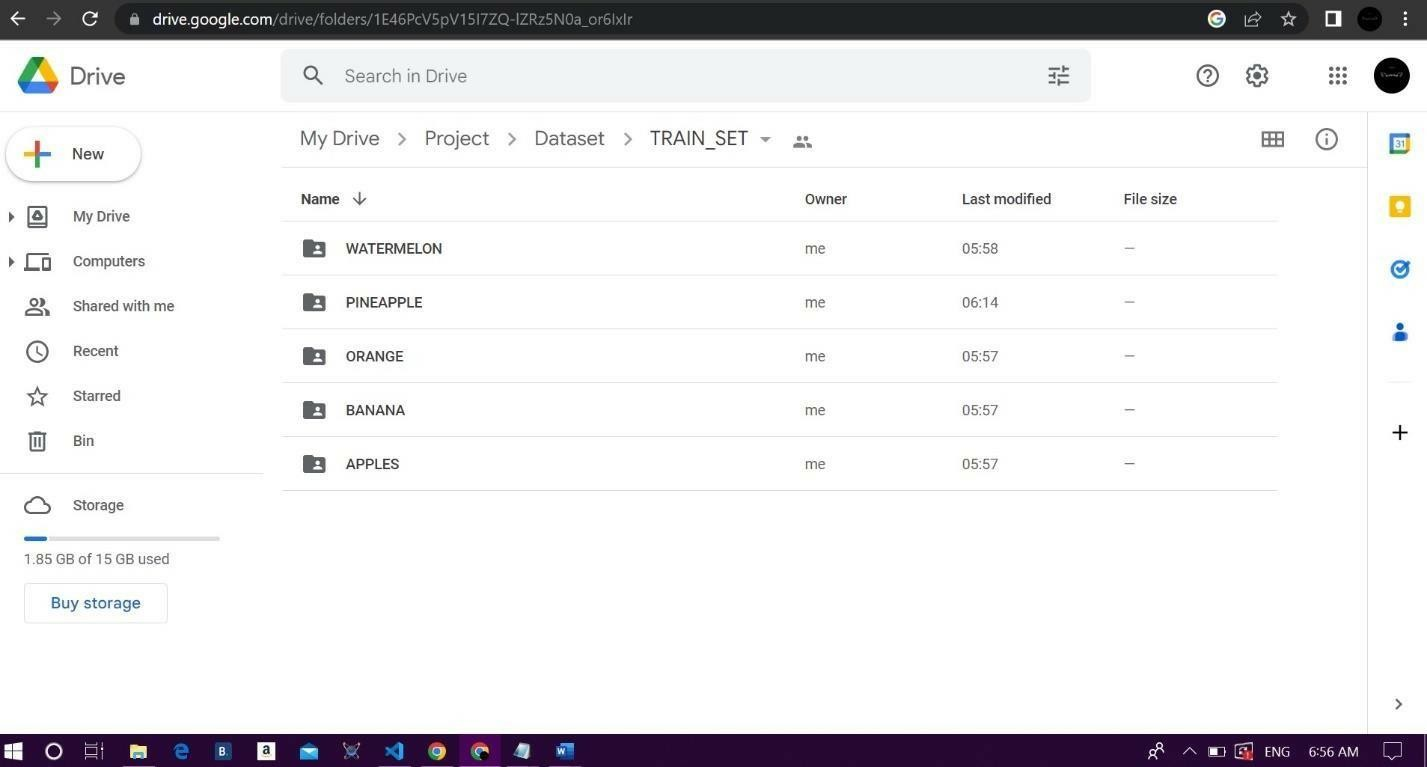 drive.google.com/drive/folders/1E46PcV5pV15I7ZQ-lZRz5N0a_or6lxIr
Drive
Search in Drive
New
My Drive
Computers
Shared with me
Recent
Starred
Bin
Storage
1.85 GB of 15 GB used
Buy storage
My Drive > Project > Dataset > TRAIN_SET
Name Owner Last modified File size
WATERMELON me 05:58 —
PINEAPPLE me 06:14 —
ORANGE me 05:57 —
BANANA me 05:57 —
APPLES me 05:57 —
31
B.
a
W
ENG 6:56 AM